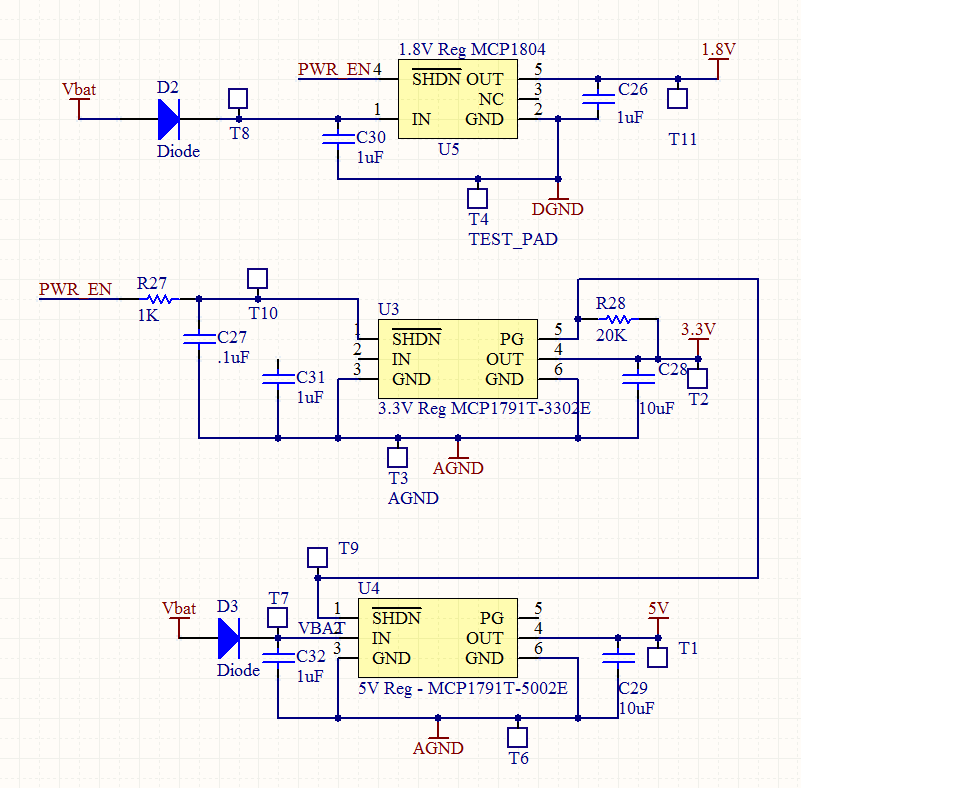 1.8V Reg MCP1804
1.8V
PWR_EN 4
SHDN OUT
5
Vbat
D2
C26
NC
3
1
IN
GND
2
1uF
T8
C30
T11
Diode
1uF
U5
T4
DGND
TEST_PAD
PWR_EN
R27
1K
T10
U3
R28
20K
3.3V
1
SHDN
PG
5
C27
.1uF
2
IN
OUT
4
3
GND
GND
6
C28
C31
1uF
T2
3.3V Reg MCP1791T-3302E
10uF
AGND
T3
AGND
T9
U4
T7
Vbat
D3
1
SHDN
PG
5
5V
VBAT
2
IN
OUT
4
T1
3
GND
GND
6
C32
Diode
1uF
5V Reg - MCP1791T-5002E
C29
10uF
AGND
T6